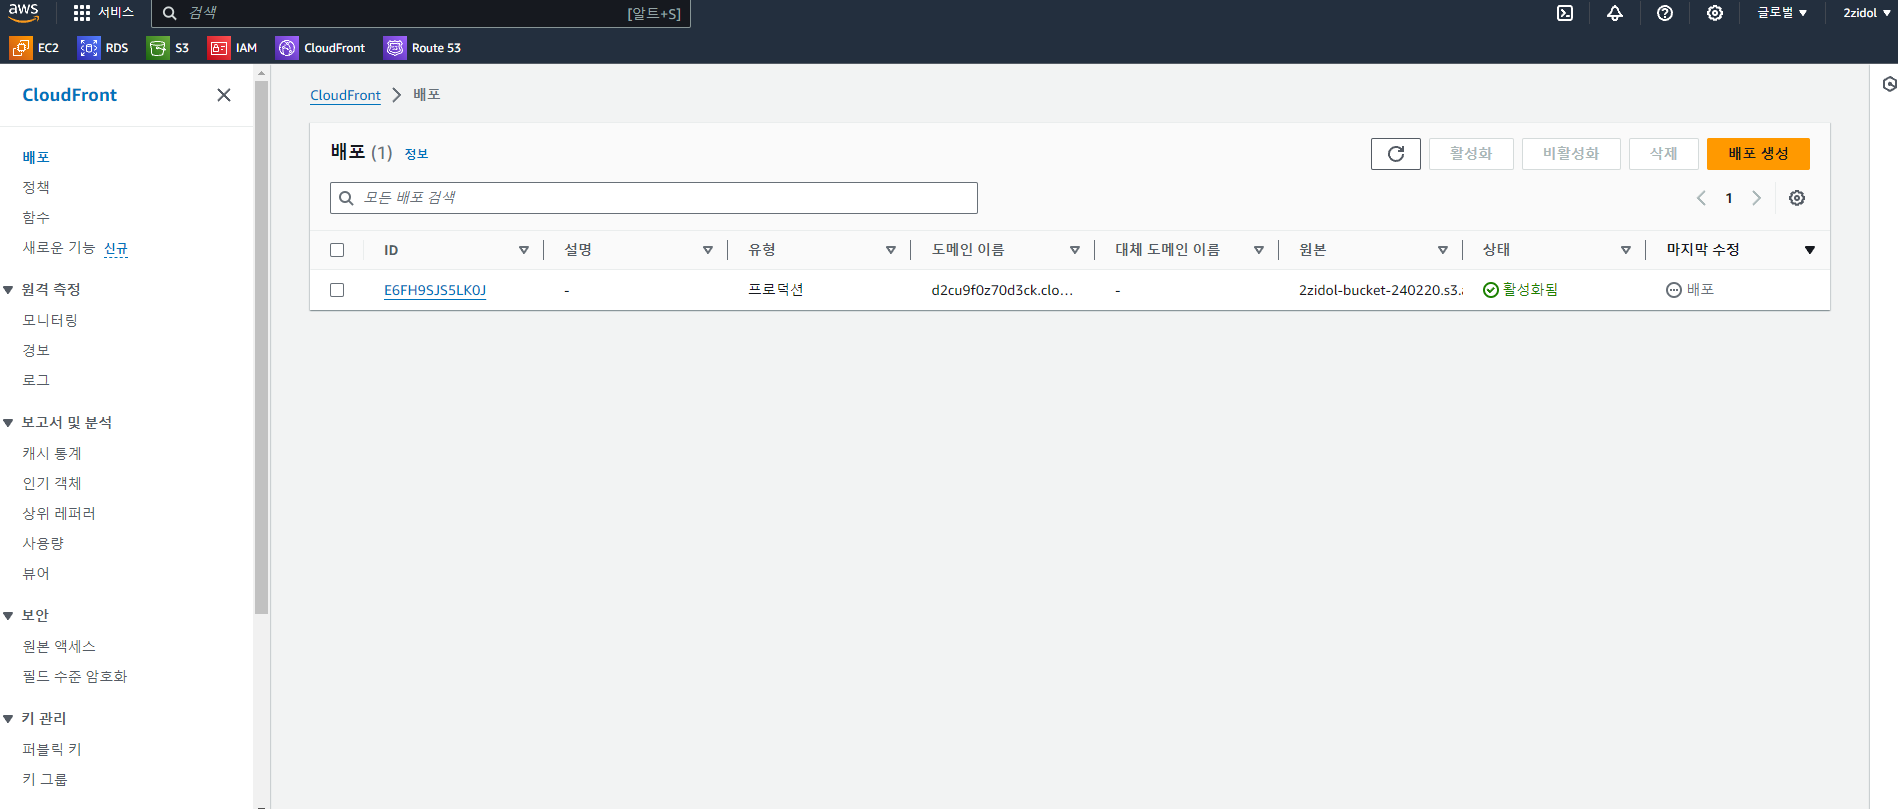 aws 서비스 검색 [알트+S] 글로벌 2zidol
EC2 RDS S3 IAM CloudFront Route 53
CloudFront
배포
정책
함수
새로운 기능 신규
원격 측정
모니터링
경보
로그
보고서 및 분석
캐시 통계
인기 객체
상위 레퍼러
사용량
뷰어
보안
원본 액세스
필드 수준 암호화
키 관리
퍼블릭 키
키 그룹
CloudFront 배포
배포 (1) 정보 활성화 비활성화 삭제 배포 생성
모든 배포 검색 1
ID 설명 유형 도메인 이름 대체 도메인 이름 원본 상태 마지막 수정
E6FH9SJS5LK0J - 프로덕션 d2cu9f0z70d3ck.clo... - 2zidol-bucket-240220.s3.a 활성화됨 배포